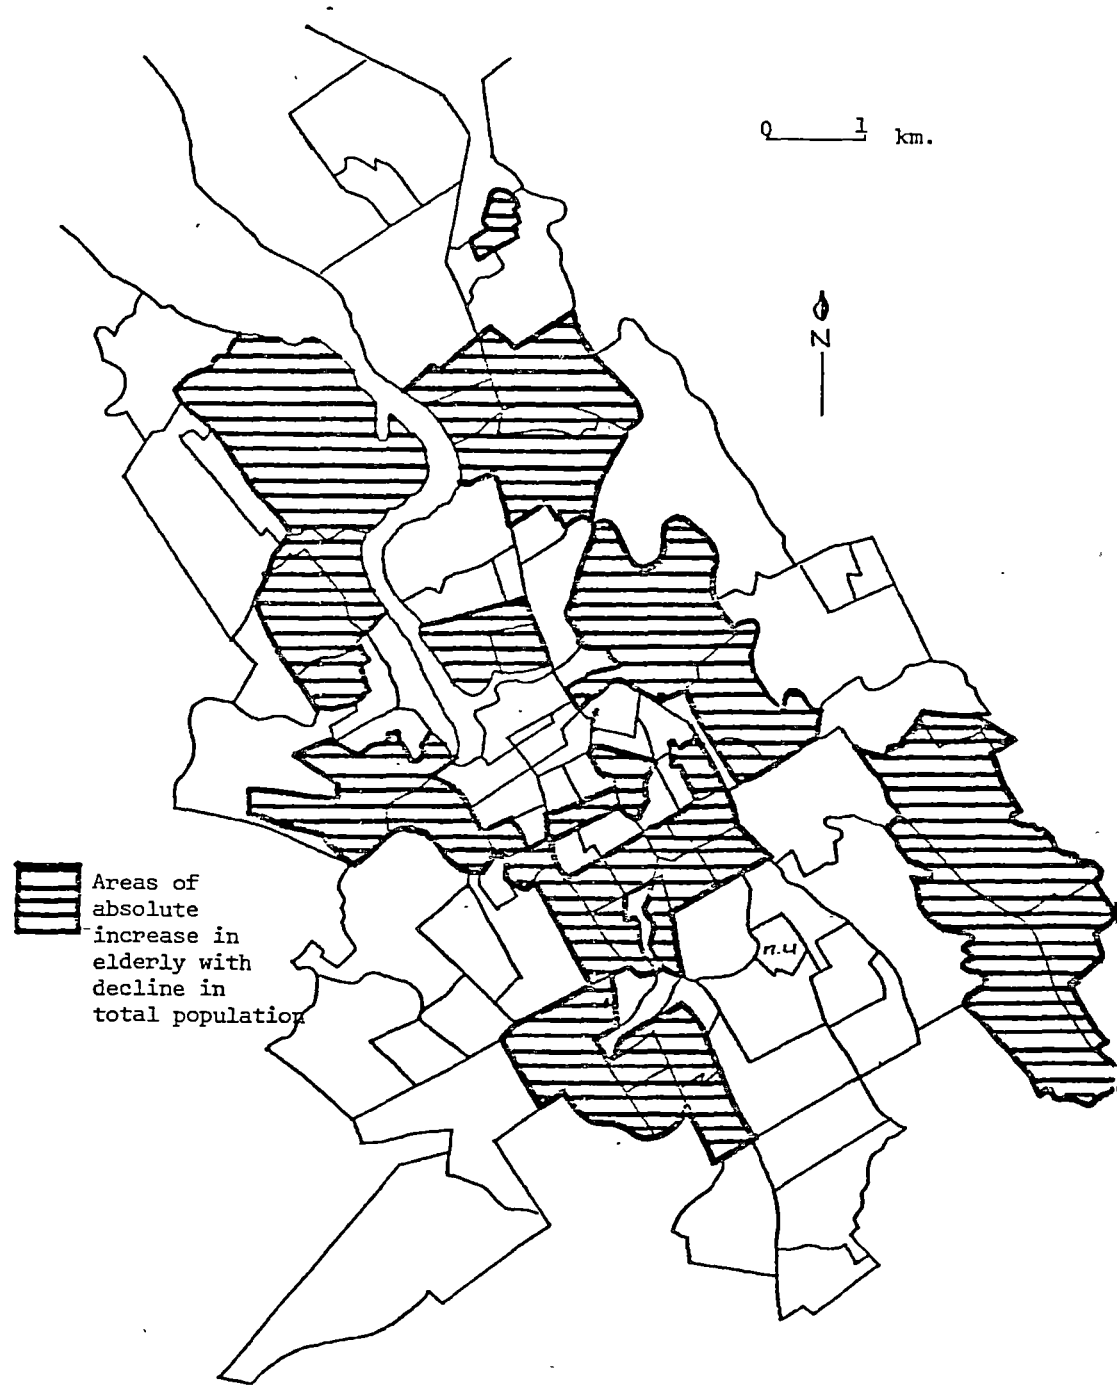 0 1 km.
N
Areas of
absolute
increase in
elderly with
decline in
total population
n.u